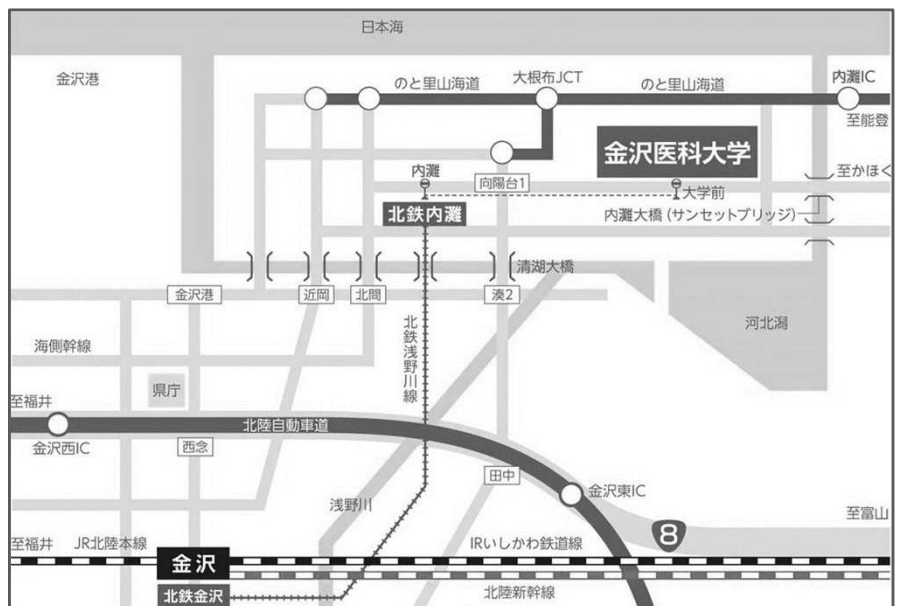 日本海
金沢港
のと里山海道
大根布JCT
のと里山海道
内灘IC
至能登
金沢医科大学
至かほく
内灘
向陽台1
大学前
北鉄内灘
内灘大橋（サンセットブリッジ）
清湖大橋
金沢港
近岡
北間
湊2
河北潟
海側幹線
北鉄浅野川線
県庁
至福井
北陸自動車道
金沢西IC
西念
田中
金沢東IC
浅野川
至富山
8
至福井
JR北陸本線
IRいしかわ鉄道線
金沢
北陸新幹線
北鉄金沢